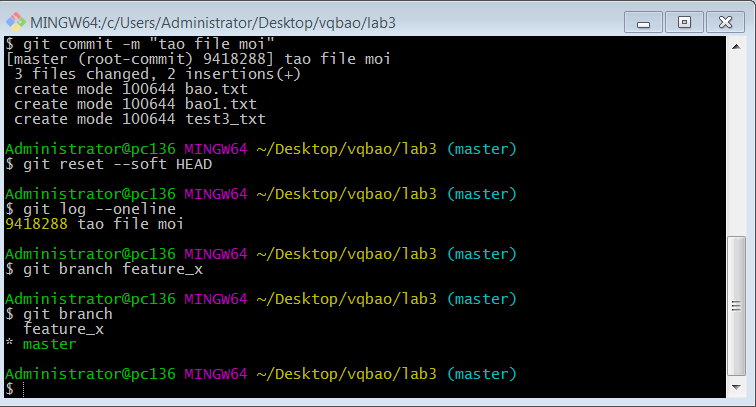 MINGW64:/c/Users/Administrator/Desktop/vqbao/lab3
$ git commit -m "tao file moi"
[master (root-commit) 9418288] tao file moi
 3 files changed, 2 insertions(+)
 create mode 100644 bao.txt
 create mode 100644 bao1.txt
 create mode 100644 test3_txt
Administrator@pc136 MINGW64 ~/Desktop/vqbao/lab3 (master)
$ git reset --soft HEAD
Administrator@pc136 MINGW64 ~/Desktop/vqbao/lab3 (master)
$ git log --oneline
9418288 tao file moi
Administrator@pc136 MINGW64 ~/Desktop/vqbao/lab3 (master)
$ git branch feature_x
Administrator@pc136 MINGW64 ~/Desktop/vqbao/lab3 (master)
$ git branch
  feature_x
* master
Administrator@pc136 MINGW64 ~/Desktop/vqbao/lab3 (master)
$